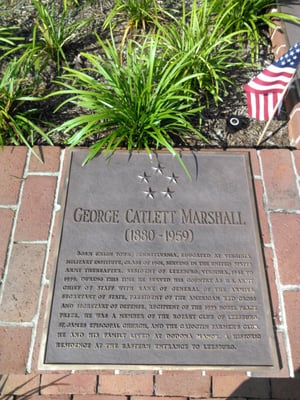 GEORGE CATLETT MARSHALL
(1880 - 1959)
BORN UNION TOWN, PENNSYLVANIA, EDUCATED AT VIRGINIA
MILITARY INSTITUTE, CLASS OF 1901, SERVING IN THE UNITED STATES
ARMY THEREAFTER. RESIDENT OF LEESBURG, VIRGINIA, 1941 TO
1959, DURING THIS TIME HE SERVED HIS COUNTRY AS U.S. ARMY
CHIEF OF STAFF WITH RANK OF GENERAL OF THE ARMY,
SECRETARY OF STATE, PRESIDENT OF THE AMERICAN RED CROSS
AND SECRETARY OF DEFENSE. RECIPIENT OF THE 1953 NOBEL PEACE
PRIZE, HE WAS A MEMBER OF THE ROTARY CLUB OF LEESBURG,
ST. JAMES EPISCOPAL CHURCH, AND THE CATOCTIN FARMER'S CLUB.
HE AND HIS FAMILY LIVED AT DODONA MANOR, A HISTORIC
RESIDENCE AT THE EASTERN ENTRANCE TO LEESBURG.